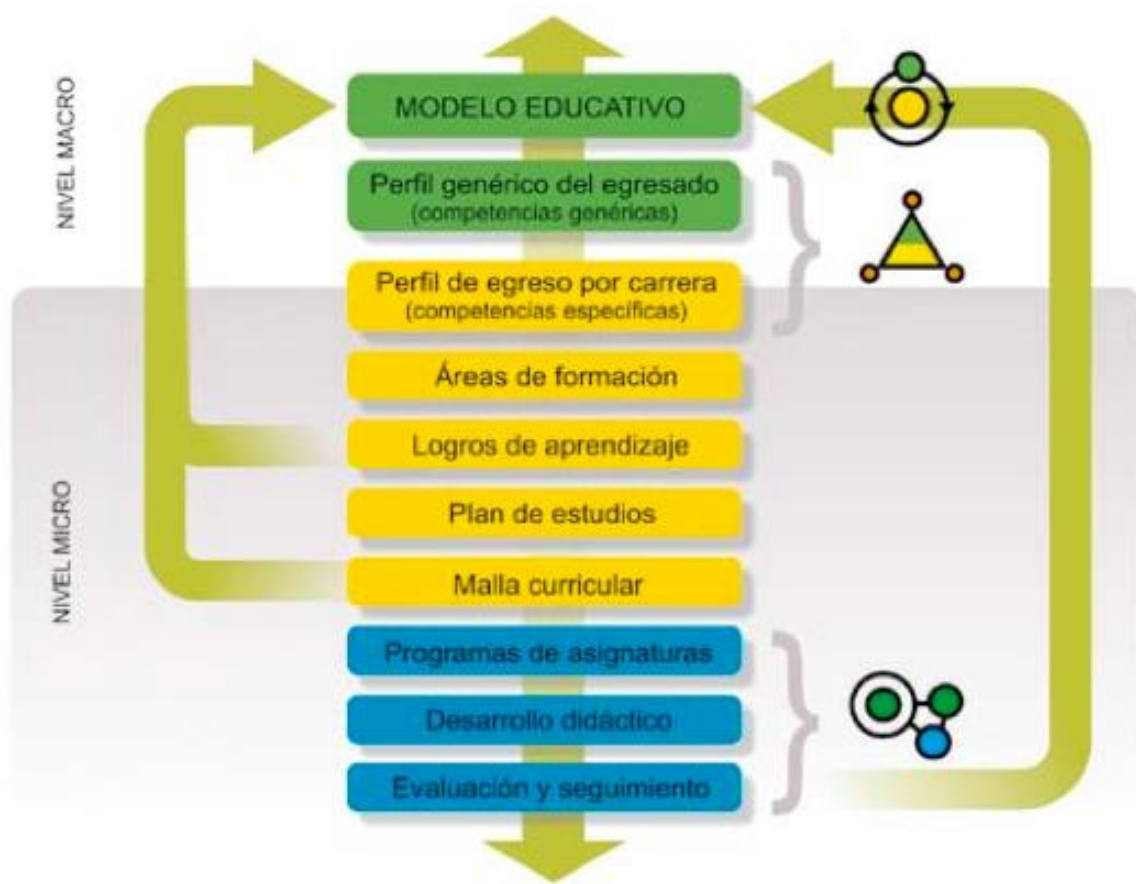 NIVEL MACRO
MODELO EDUCATIVO
Perfil genérico del egresado
(competencias genéricas)
Perfil de egreso por carrera
(competencias específicas)
Áreas de formación
Logros de aprendizaje
Plan de estudios
Malla curricular
NIVEL MICRO
Programas de asignaturas
Desarrollo didáctico
Evaluación y seguimiento